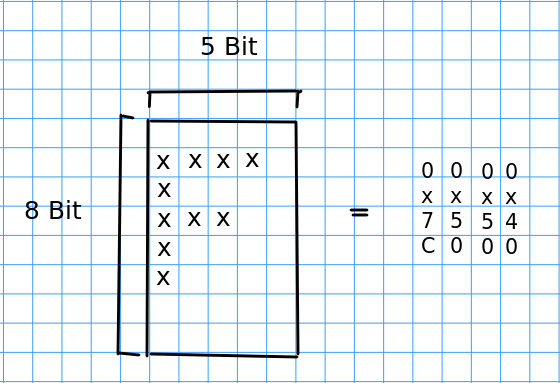 5 Bit
x x x x
x
8 Bit
x x x
x
x
=
0 0 0 0
x x x x
7 5 5 4
C 0 0 0